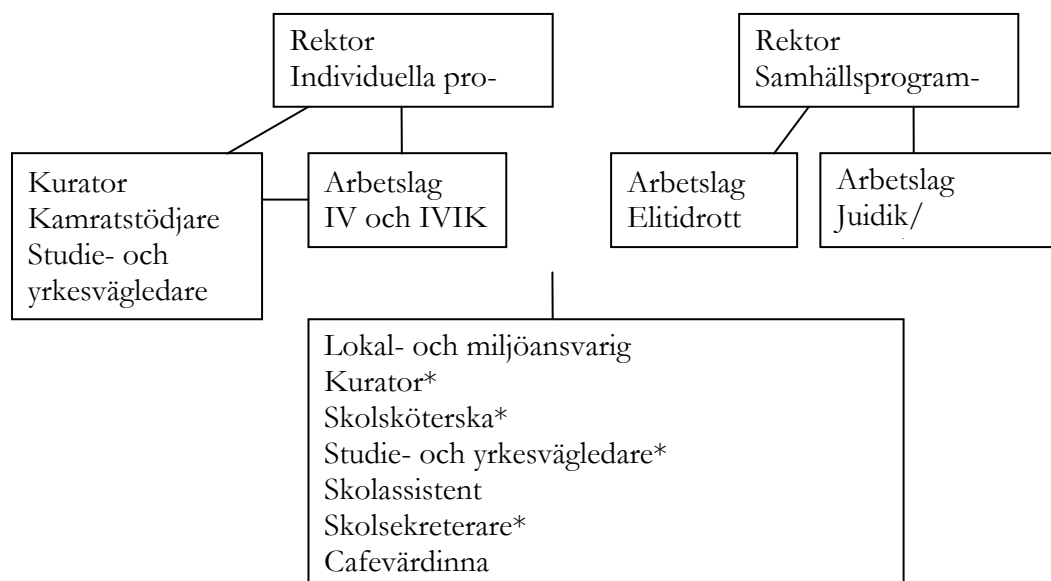 Rektor
Individuella pro-
Rektor
Samhällsprogram-
Kurator
Kamratstödjare
Studie- och
yrkesvägledare
Arbetslag
IV och IVIK
Arbetslag
Elitidrott
Arbetslag
Juidik/
Lokal- och miljöansvarig
Kurator*
Skolsköterska*
Studie- och yrkesvägledare*
Skolassistent
Skolsekreterare*
Cafevärdinna